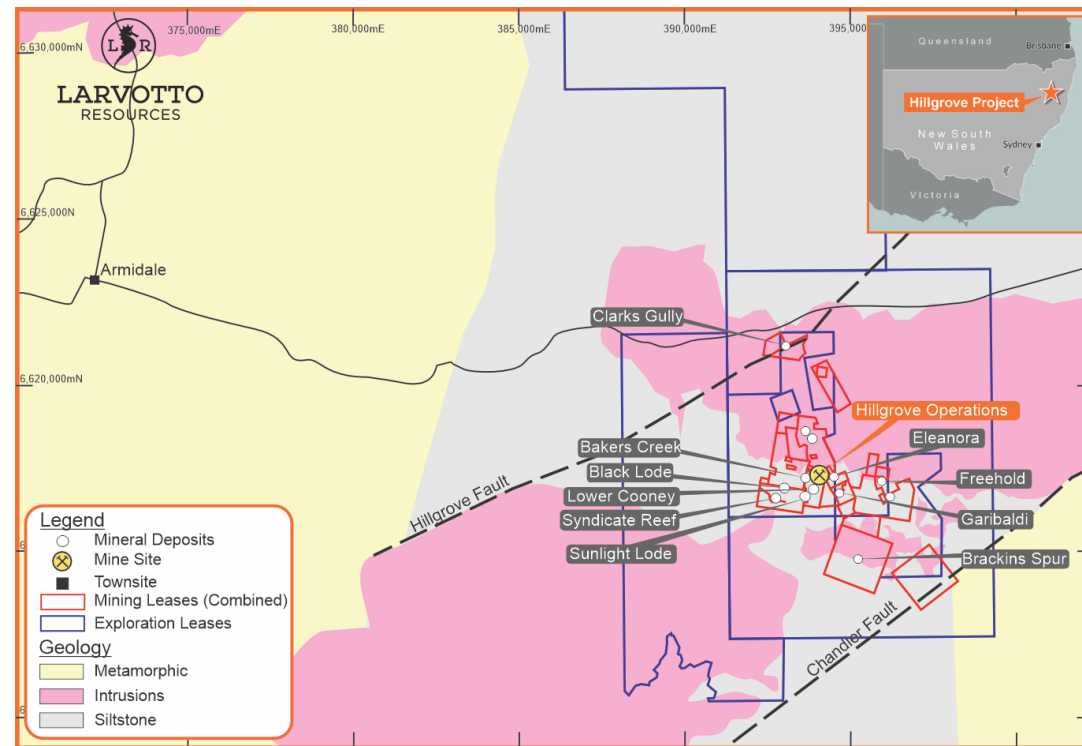 375,000mE
380,000mE
385,000mE
390,000mE
6,630,000mN
L R
LARVOTTO
RESOURCES
Queensland
Brisbane
Hillgrove Project
New South
Wales
Sydney
Victoria
6,625,000mN
Armidale
Clarks Gully
6,620,000mN
Hillgrove Operations
Bakers Creek
Eleanora
Black Lode
Freehold
Lower Cooney
Syndicate Reef
Garibaldi
Sunlight Lode
Brackins Spur
Hillgrove Fault
Chandler Fault
Legend
Mineral Deposits
Mine Site
Townsite
Mining Leases (Combined)
Exploration Leases
Geology
Metamorphic
Intrusions
Siltstone